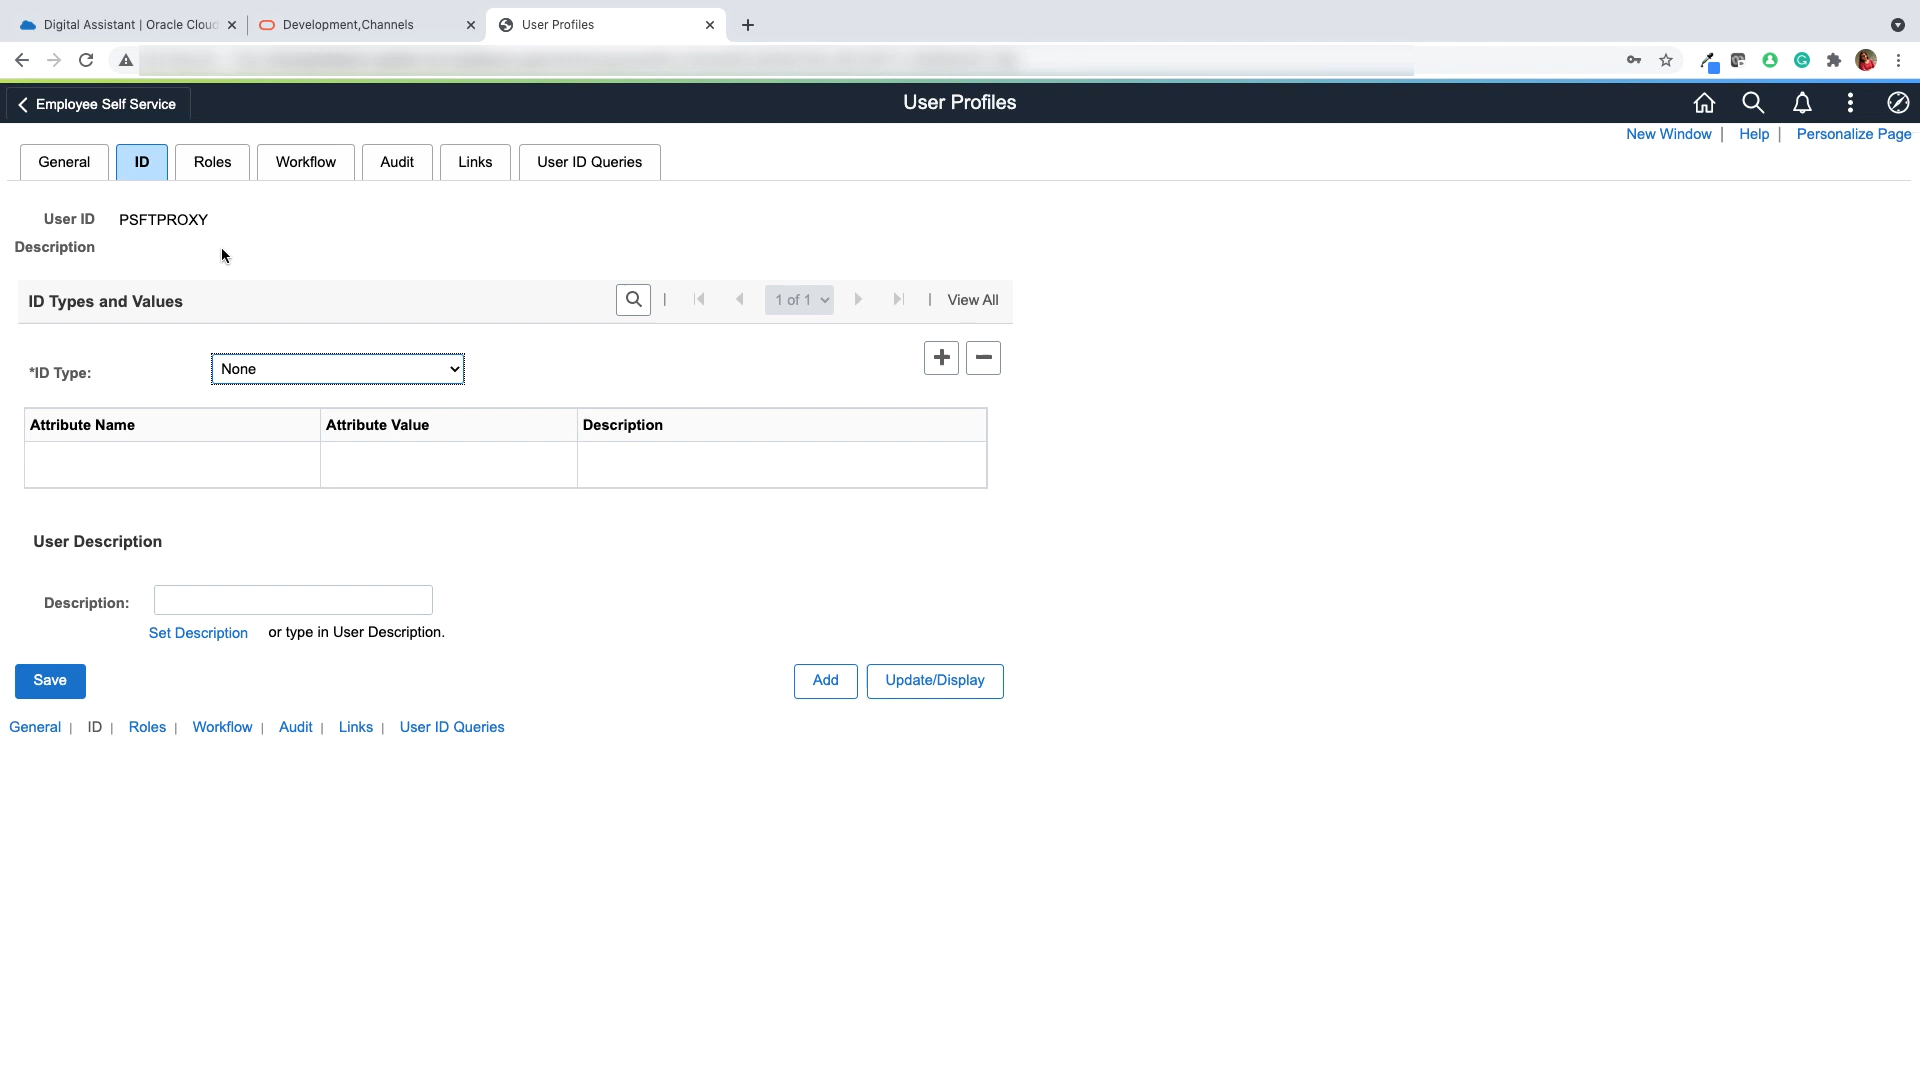 Digital Assistant | Oracle Cloud
Development,Channels
User Profiles
Employee Self Service
User Profiles
New Window | Help | Personalize Page
General ID Roles Workflow Audit Links User ID Queries
User ID PSFTPROXY
Description
ID Types and Values | 1 of 1 | View All
*ID Type: None
Attribute Name Attribute Value Description
User Description
Description:
Set Description or type in User Description.
Save Add Update/Display
General | ID | Roles | Workflow | Audit | Links | User ID Queries